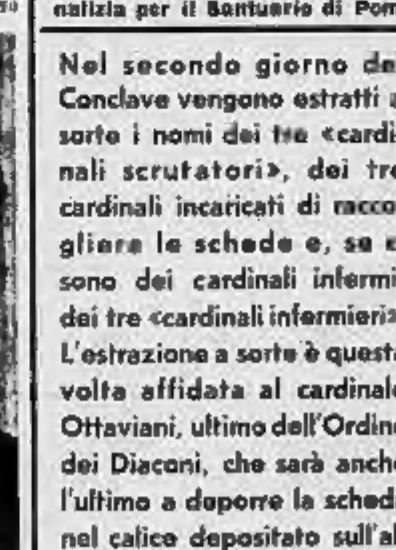 natizia per il Santuario di Pom
Nel secondo giorno de
Conclave vengono estratti a
sorte i nomi dei tre «cardi
nali scrutatori», dei tre
cardinali incaricati di racco
gliere le schede e, se c
sono dei cardinali infermi
dei tre «cardinali infermieri»
L'estrazione a sorte è questa
volta affidata al cardinale
Ottaviani, ultimo dell'Ordine
dei Diaconi, che sarà anche
l'ultimo a deporre la scheda
nel calice depositato sull'al